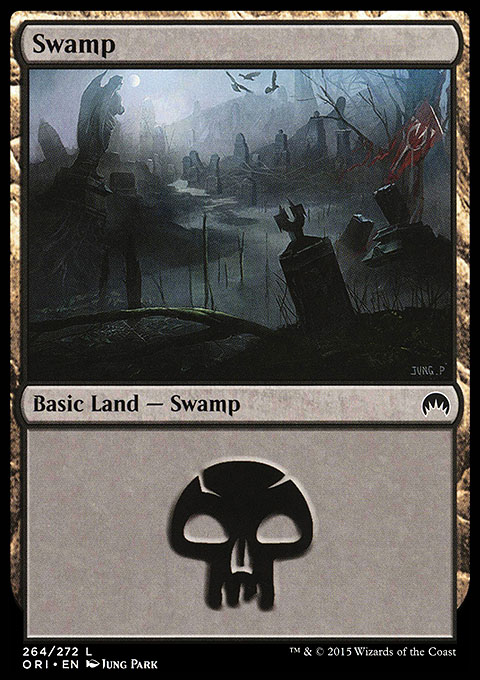 Swamp
JUNG.P
Basic Land — Swamp
264/272 L
ORI • EN Jung Park
™ & © 2015 Wizards of the Coast